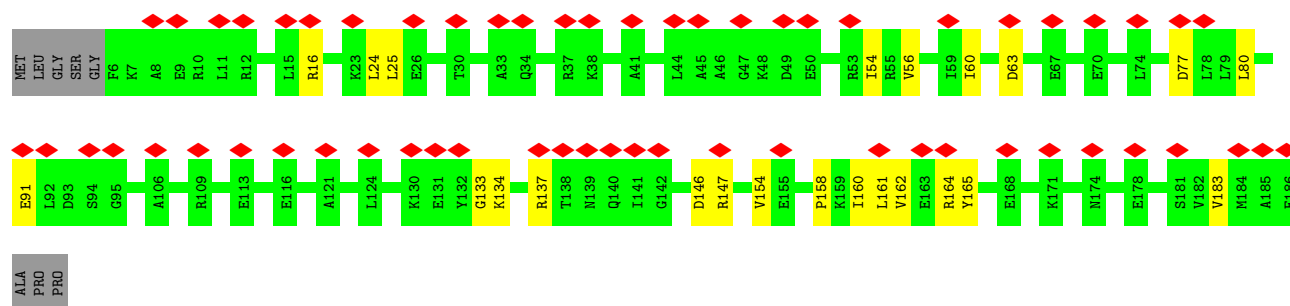 MET LEU GLY SER GLY F6 K7 A8 E9 R10 L11 R12 L15 R16 K23 L24 L25 E26 T30 A33 Q34 R37 K38 A41 L44 A45 A46 G47 K48 D49 E50 R53 I54 R55 V56 I59 I60 D63 E67 E70 L74 D77 L78 L79 L80
E91 L92 D93 S94 G95 A106 R109 E113 E116 A121 L124 K130 E131 Y132 G133 K134 R137 T138 N139 Q140 I141 G142 D146 R147 V154 E155 P158 K159 I160 L161 V162 E163 R164 Y165 E168 K171 N174 E178 S181 V182 V183 M184 A185
ALA PRO PRO